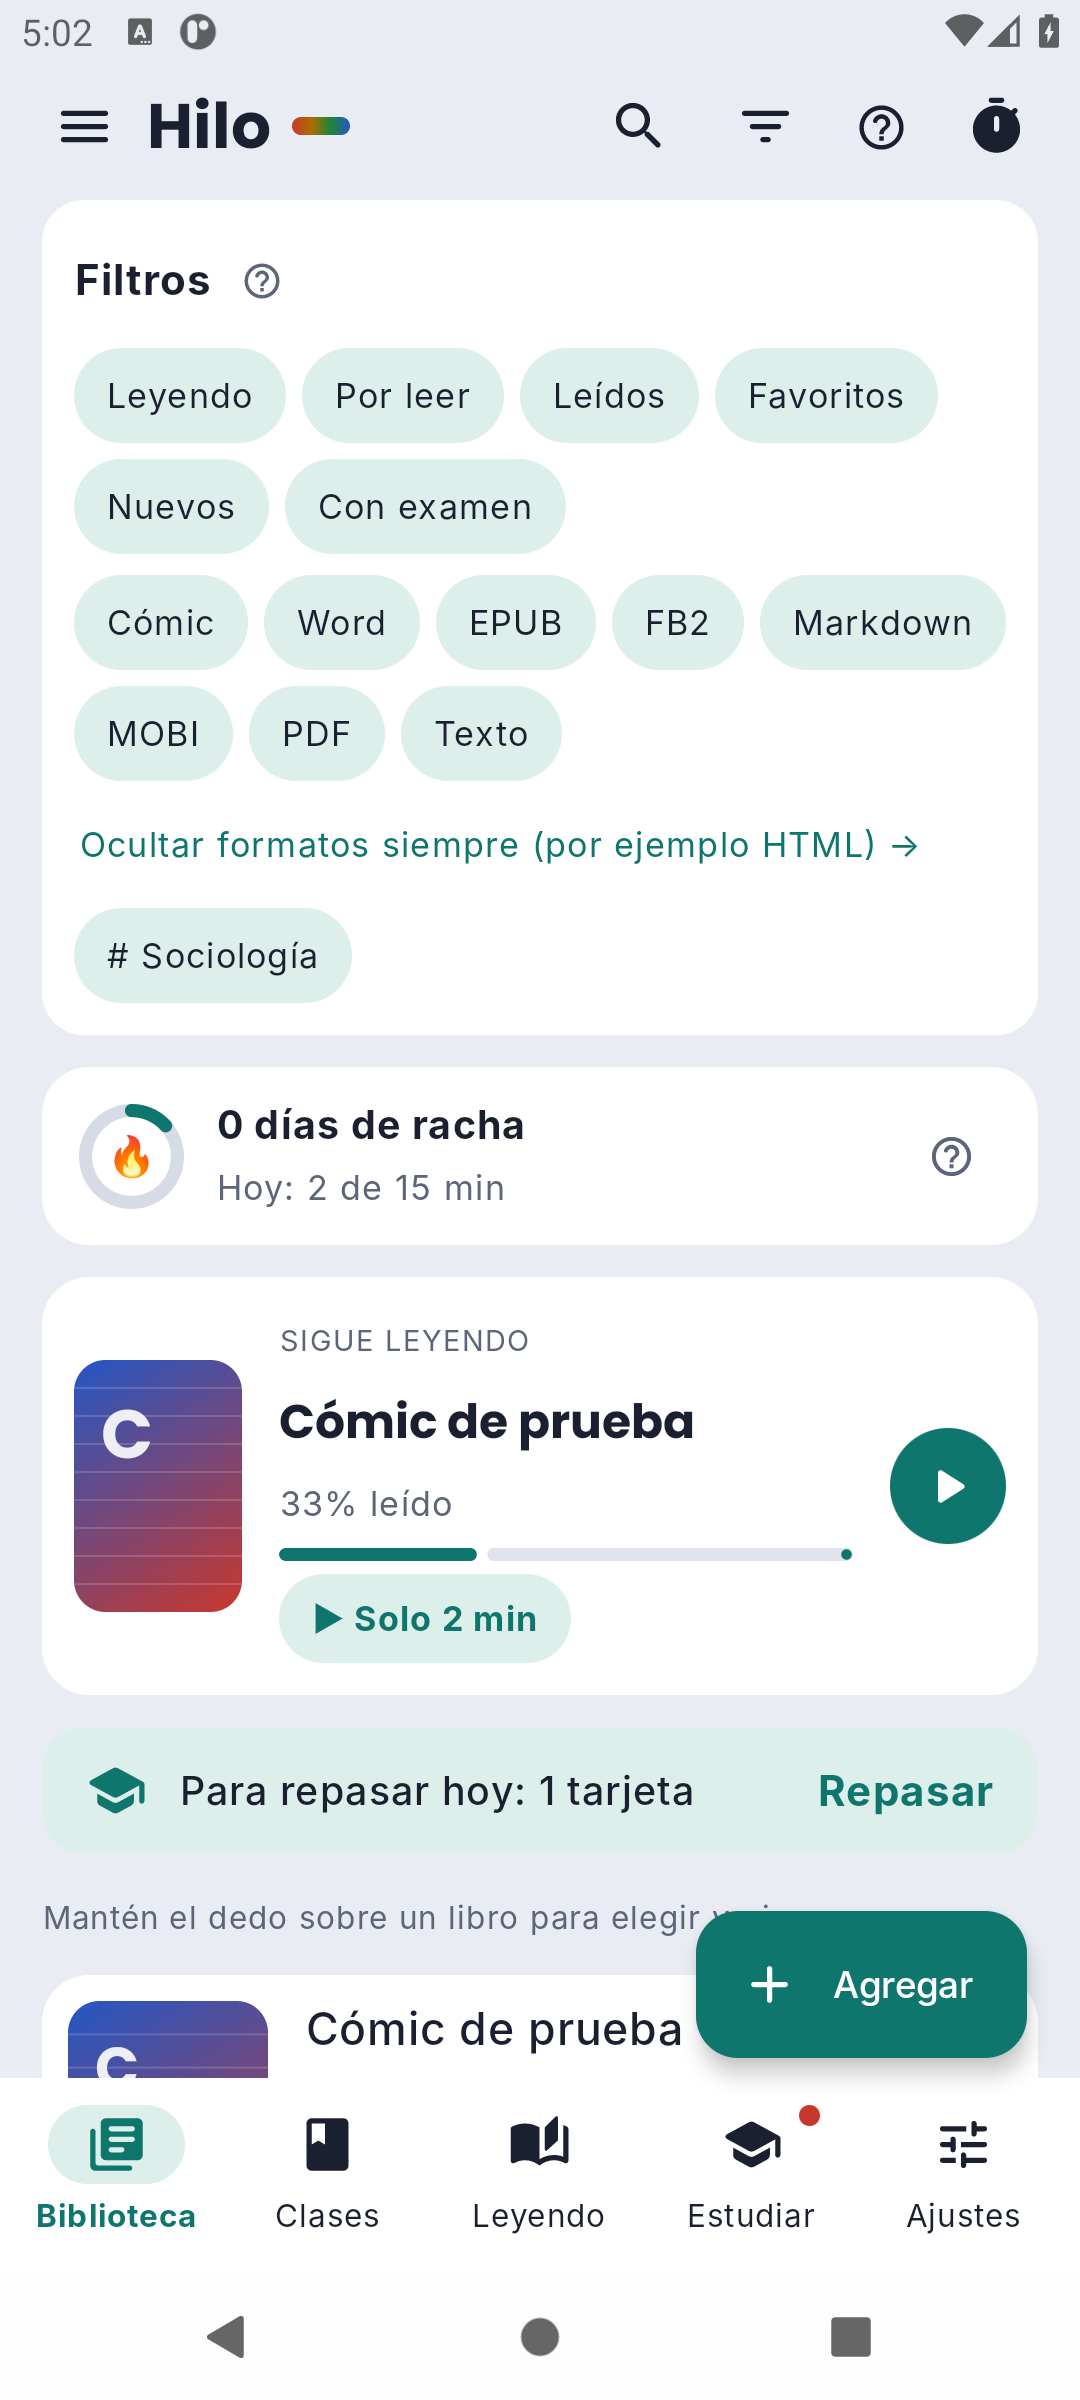 5:02
Hilo
Filtros
Leyendo Por leer Leídos Favoritos
Nuevos Con examen
Cómic Word EPUB FB2 Markdown
MOBI PDF Texto
Ocultar formatos siempre (por ejemplo HTML) →
# Sociología
0 días de racha
Hoy: 2 de 15 min
SIGUE LEYENDO
C
Cómic de prueba
33% leído
▶ Solo 2 min
Para repasar hoy: 1 tarjeta Repasar
Mantén el dedo sobre un libro para elegir
Agregar
C
Cómic de prueba
Biblioteca Clases Leyendo Estudiar Ajustes